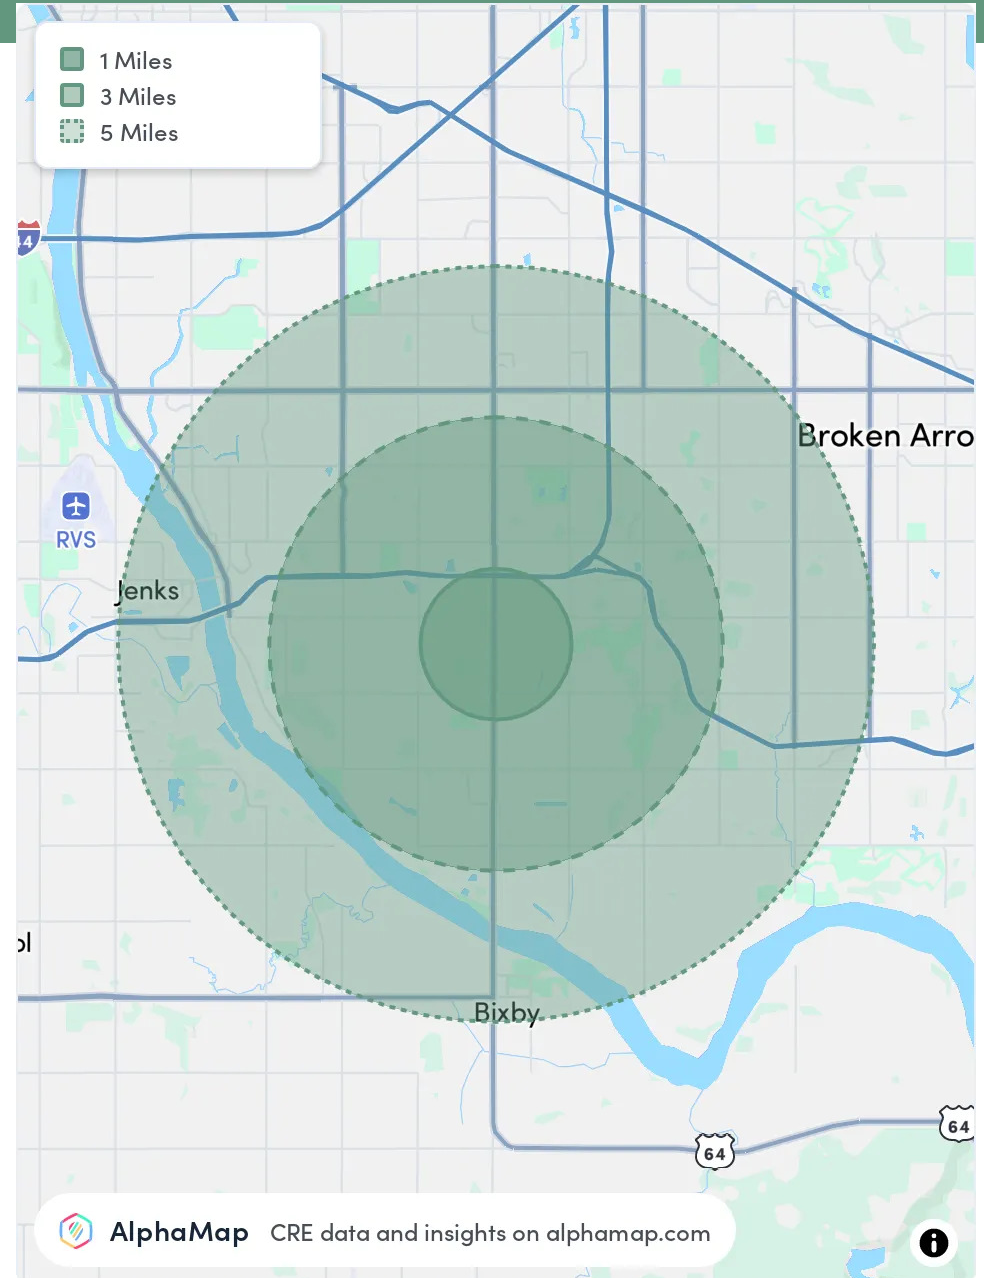 1 Miles
3 Miles
5 Miles
44
Broken Arro
RVS
Jenks
ol
Bixby
64
64
AlphaMap CRE data and insights on alphamap.com